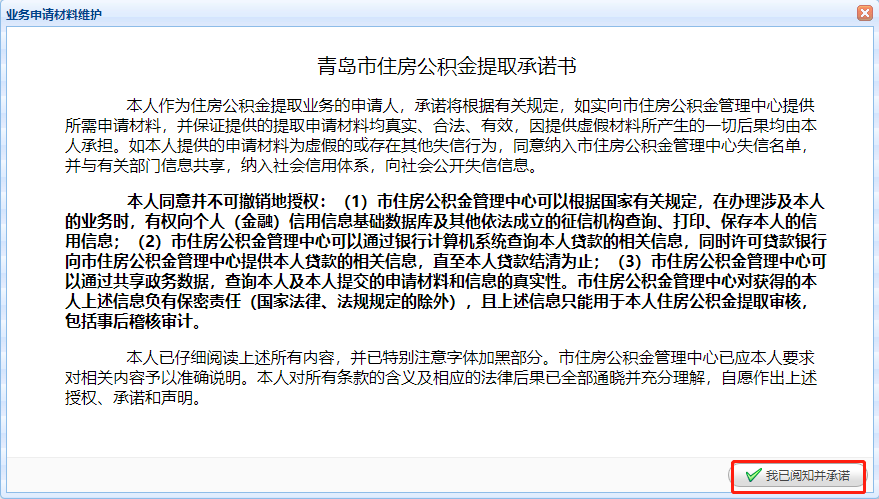 业务申请材料维护
青岛市住房公积金提取承诺书
本人作为住房公积金提取业务的申请人，承诺将根据有关规定，如实向市住房公积金管理中心提供
所需申请材料，并保证提供的提取申请材料均真实、合法、有效，因提供虚假材料所产生的一切后果均由本
人承担。如本人提供的申请材料为虚假的或存在其他失信行为，同意纳入市住房公积金管理中心失信名单，
并与有关部门信息共享，纳入社会信用体系，向社会公开失信信息。
本人同意并不可撤销地授权：（1）市住房公积金管理中心可以根据国家有关规定，在办理涉及本人
的业务时，有权向个人（金融）信用信息基础数据库及其他依法成立的征信机构查询、打印、保存本人的信
用信息；（2）市住房公积金管理中心可以通过银行计算机系统查询本人贷款的相关信息，同时许可贷款银行
向市住房公积金管理中心提供本人贷款的相关信息，直至本人贷款结清为止；（3）市住房公积金管理中心可
以通过共享政务数据，查询本人及本人提交的申请材料和信息的真实性。市住房公积金管理中心对获得的本
人上述信息负有保密责任（国家法律、法规规定的除外），且上述信息只能用于本人住房公积金提取审核，
包括事后稽核审计。
本人已仔细阅读上述所有内容，并已特别注意字体加黑部分。市住房公积金管理中心已应本人要求
对相关内容予以准确说明。本人对所有条款的含义及相应的法律后果已全部通晓并充分理解，自愿作出上述
授权、承诺和声明。
我已阅知并承诺